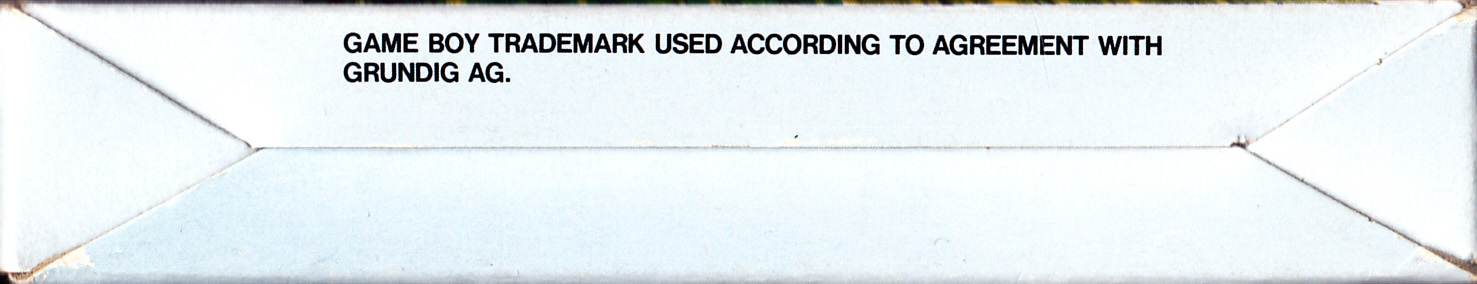 GAME BOY TRADEMARK USED ACCORDING TO AGREEMENT WITH
GRUNDIG AG.